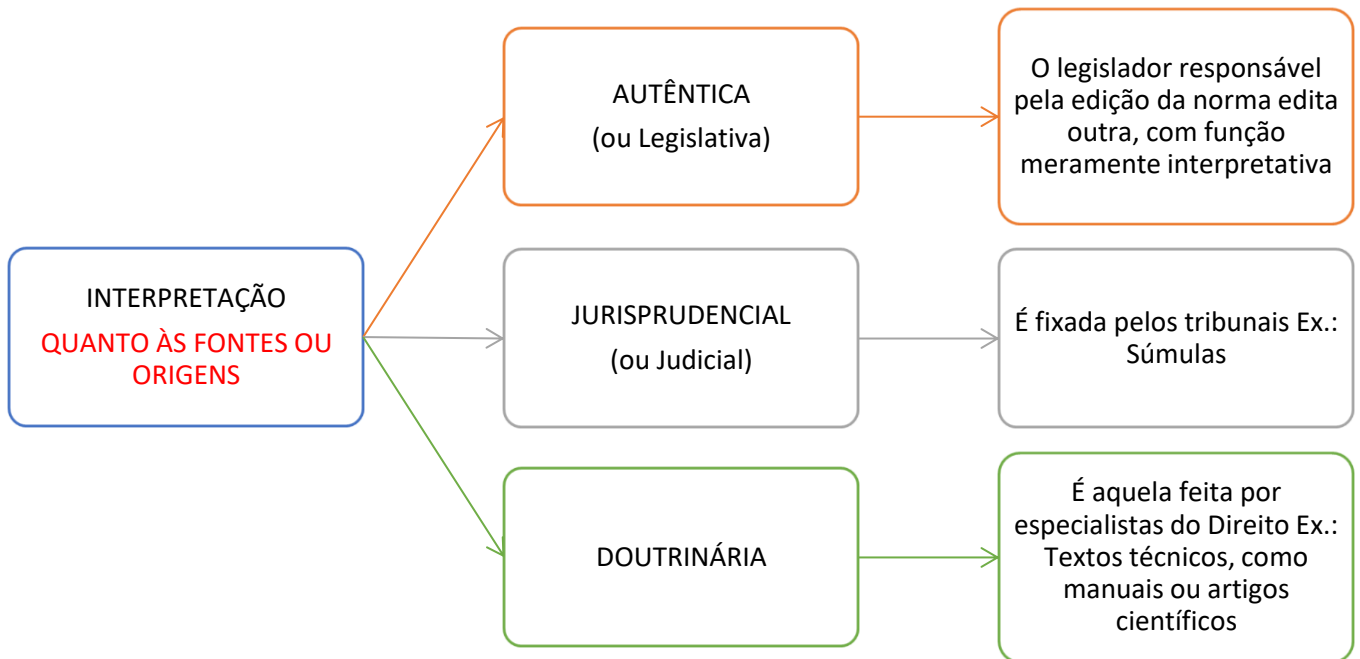 INTERPRETAÇÃO
QUANTO ÀS FONTES OU
ORIGENS
AUTÊNTICA
(ou Legislativa)
O legislador responsável
pela edição da norma edita
outra, com função
meramente interpretativa
JURISPRUDENCIAL
(ou Judicial)
É fixada pelos tribunais Ex.:
Súmulas
DOUTRINÁRIA
É aquela feita por
especialistas do Direito Ex.:
Textos técnicos, como
manuais ou artigos
científicos